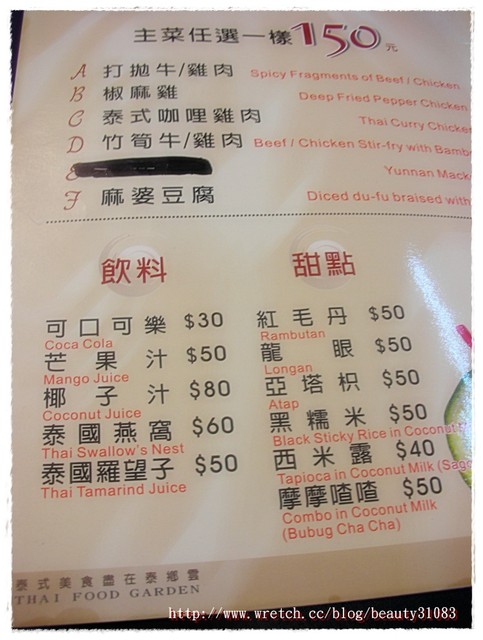 主菜任選一樣150元
A 打拋牛/雞肉 Spicy Fragments of Beef / Chicken
B 椒麻雞 Deep Fried Pepper Chicken
C 泰式咖哩雞肉 Thai Curry Chicke
D 竹筍牛/雞肉 Beef / Chicken Stir-fry with Bamb
E Yunnan Mack
F 麻婆豆腐 Diced du-fu braised with
飲料
可口可樂 $30
Coca Cola
芒果汁 $50
Mango Juice
椰子汁 $80
Coconut Juice
泰國燕窩 $60
Thai Swallow's Nest
泰國羅望子 $50
Thai Tamarind Juice
甜點
紅毛丹 $50
Rambutan
龍眼 $50
Longan
亞塔枳 $50
Atap
黑糯米 $50
Black Sticky Rice in Coconut
西米露 $40
Tapioca in Coconut Milk (Sago
摩摩喳喳 $50
Combo in Coconut Milk
(Bubug Cha Cha)
泰式美食盡在泰鄉雲
THAI FOOD GARDEN
http://www.wretch.cc/blog/beauty31083